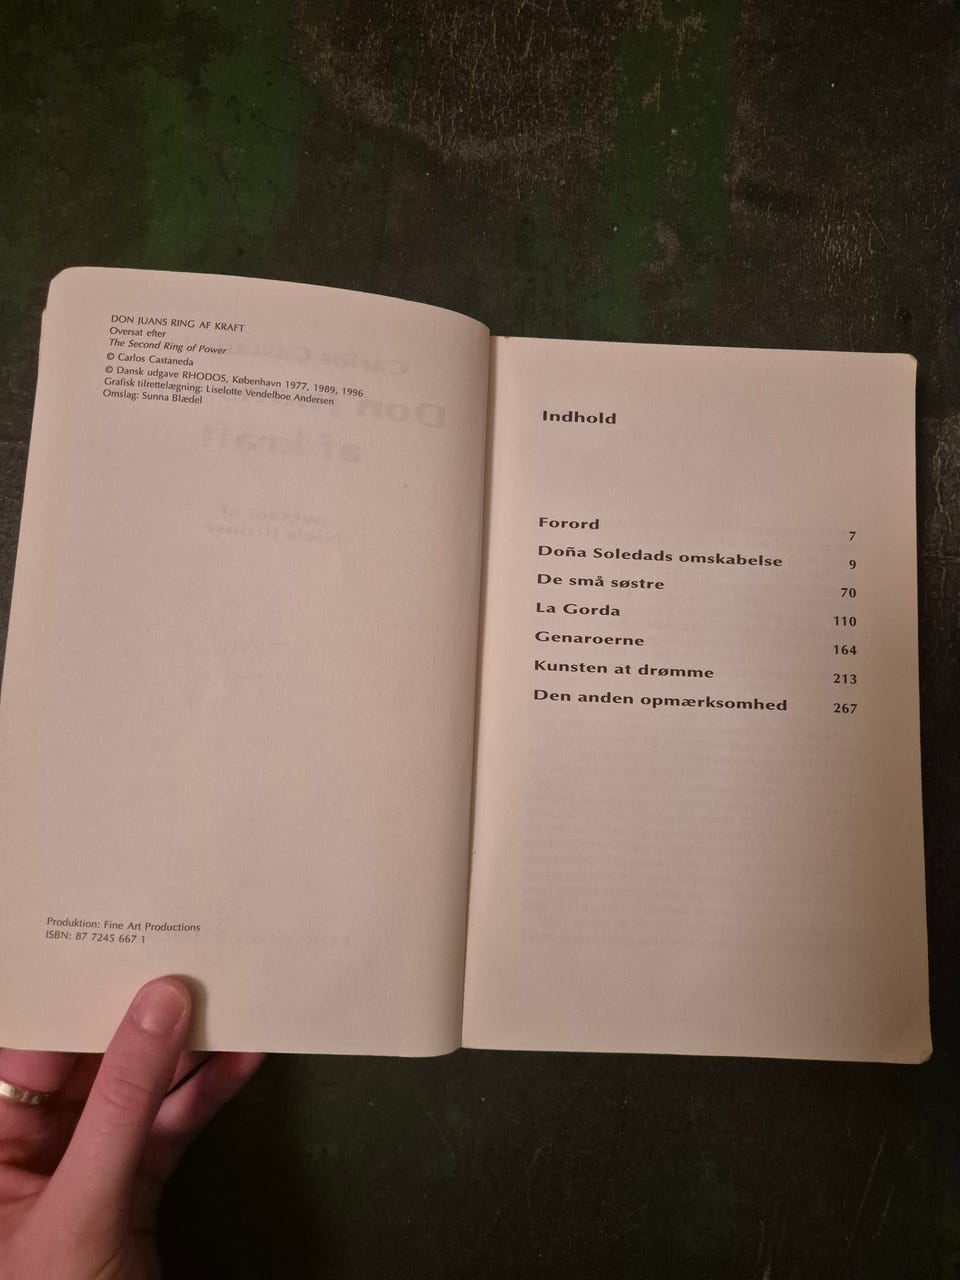 DON JUANS RING AF KRAFT
Oversat efter
The Second Ring of Power
© Carlos Castaneda
© Dansk udgave RHODOS, København 1977, 1989, 1996
Grafisk tilrettelægning: Liselotte Vendelboe Andersen
Omslag: Sunna Blædel
Produktion: Fine Art Productions
ISBN: 87 7245 667 1
Indhold
Forord 7
Doña Soledads omskabelse 9
De små søstre 70
La Gorda 110
Genaroerne 164
Kunsten at drømme 213
Den anden opmærksomhed 267